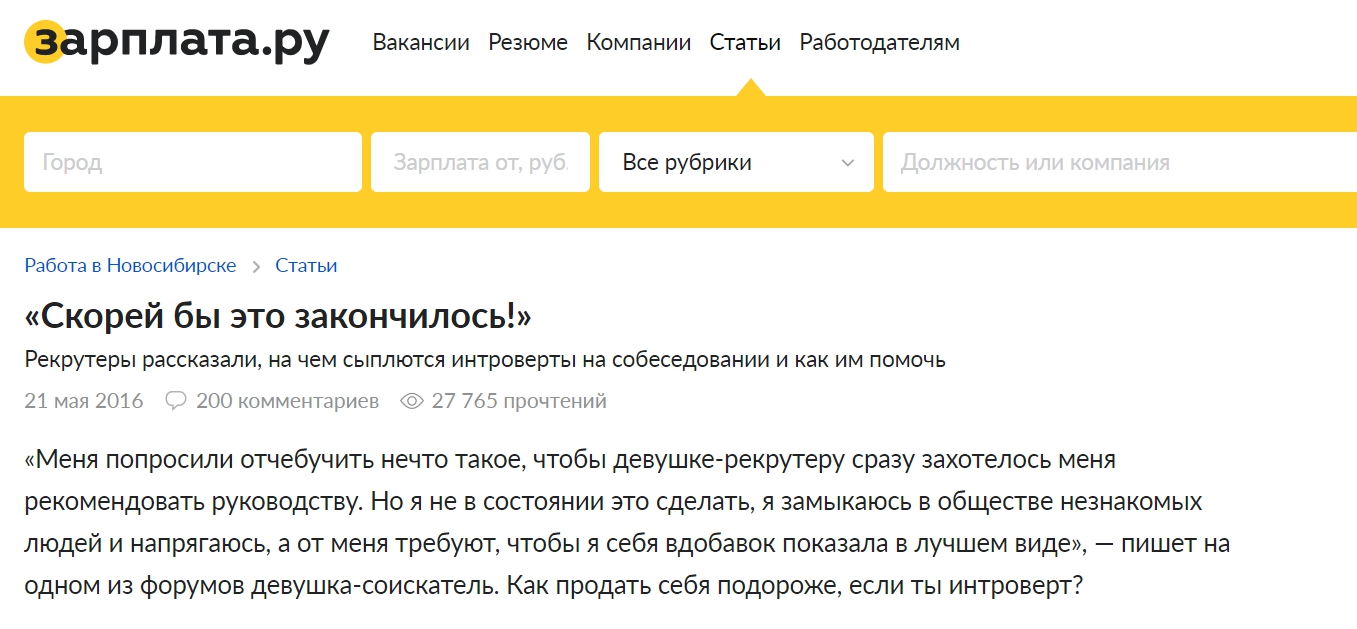 зарплата.ру Вакансии Резюме Компании Статьи Работодателям
Город Зарплата от, руб. Все рубрики Должность или компания
Работа в Новосибирске > Статьи
«Скорей бы это закончилось!»
Рекрутеры рассказали, на чем сыплются интроверты на собеседовании и как им помочь
21 мая 2016 200 комментариев 27 765 прочтений
«Меня попросили отчебучить нечто такое, чтобы девушке-рекрутеру сразу захотелось меня
рекомендовать руководству. Но я не в состоянии это сделать, я замыкаюсь в обществе незнакомых
людей и напрягаюсь, а от меня требуют, чтобы я себя вдобавок показала в лучшем виде», — пишет на
одном из форумов девушка-соискатель. Как продать себя подороже, если ты интроверт?